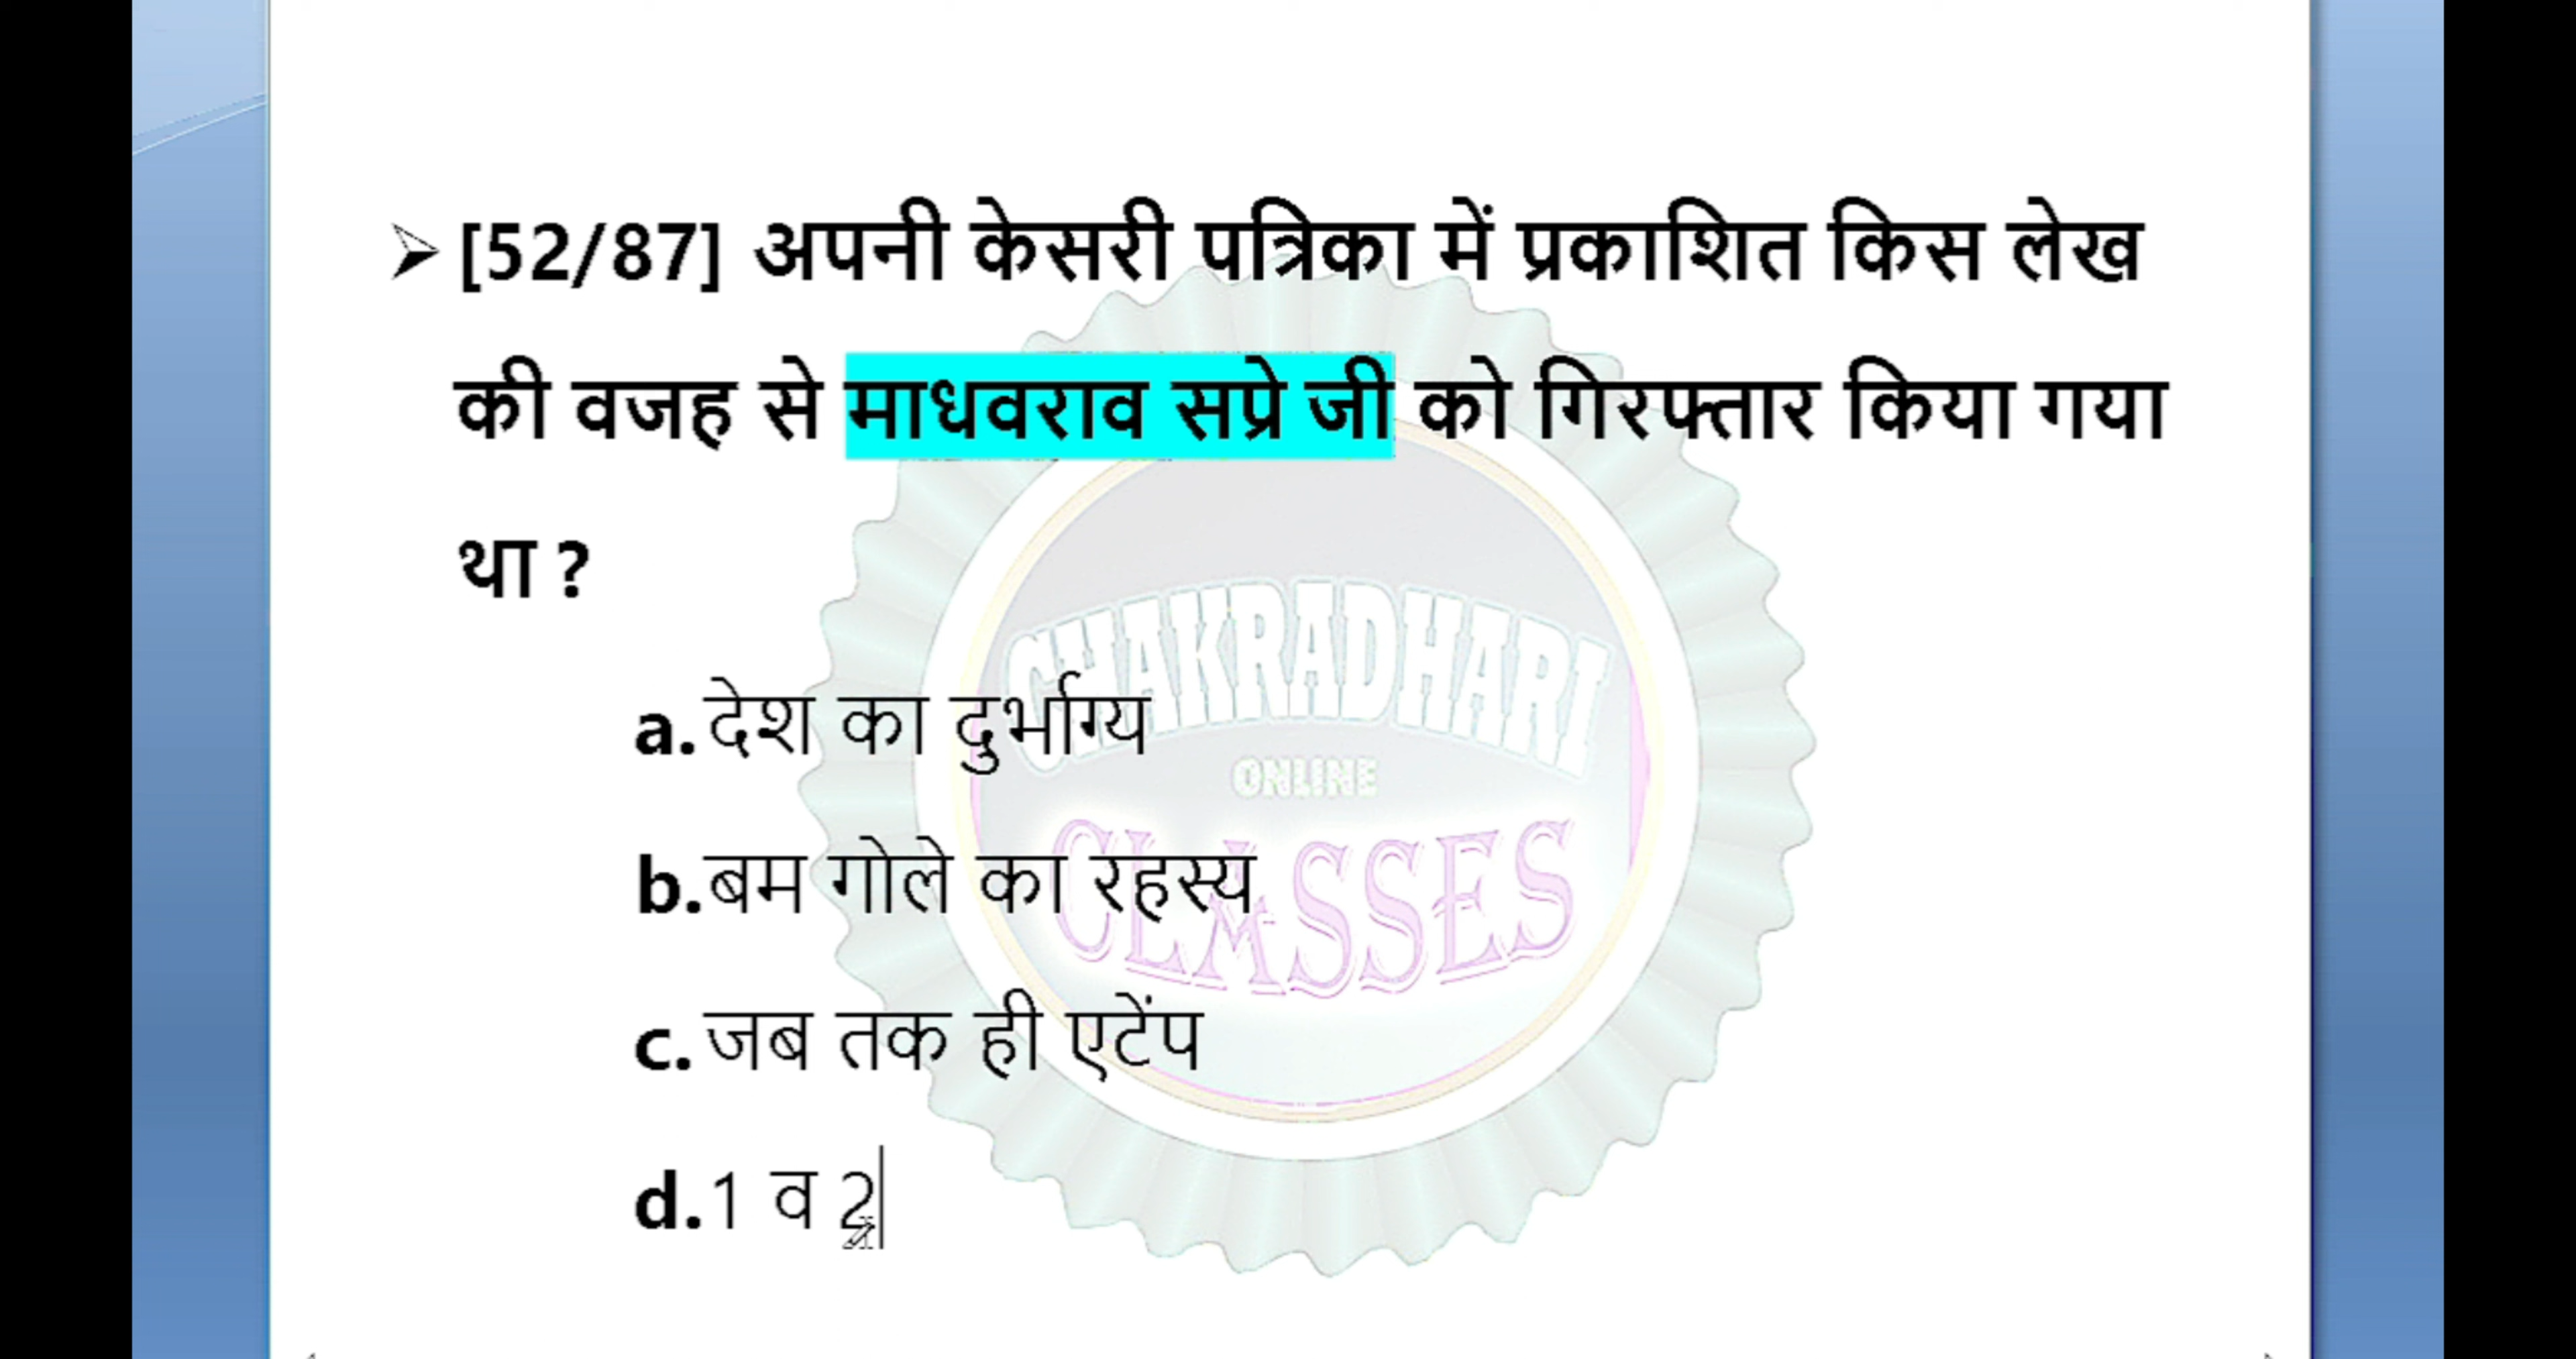 ➢ [52/87] अपनी केसरी पत्रिका में प्रकाशित किस लेख
की वजह से माधवराव सप्रे जी को गिरफ्तार किया गया
था ?
a. देश का दुर्भाग्य
b. बम गोले का रहस्य
c. जब तक ही एटेंप
d. 1 व 2
CHAKRADHARI
ONLINE
CLASSES